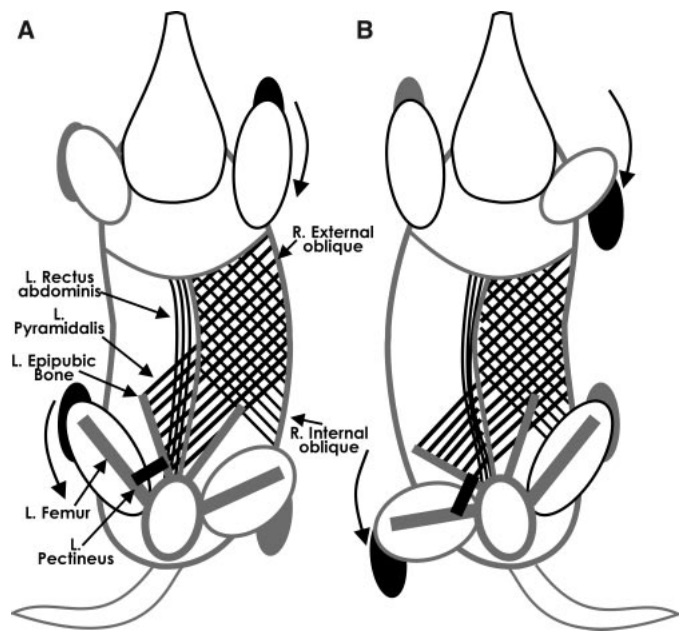 A
B
R. External
oblique
L. Rectus
abdominis
L.
Pyramidalis
L. Epipubic
Bone
R. Internal
oblique
L. Femur
L.
Pectineus